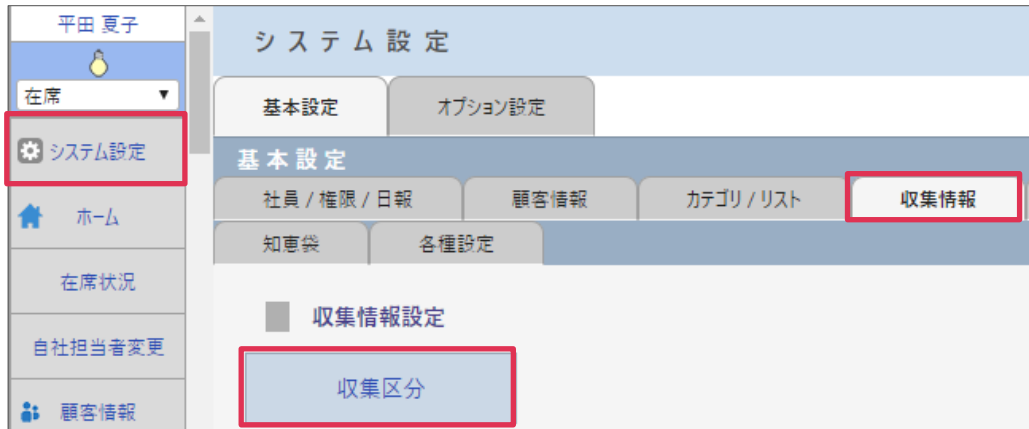 平田 夏子
在席 ▼
システム設定
ホーム
在席状況
自社担当者変更
顧客情報
システム設定
基本設定 オプション設定
基本設定
社員 / 権限 / 日報 顧客情報 カテゴリ / リスト 収集情報
知恵袋 各種設定
収集情報設定
収集区分